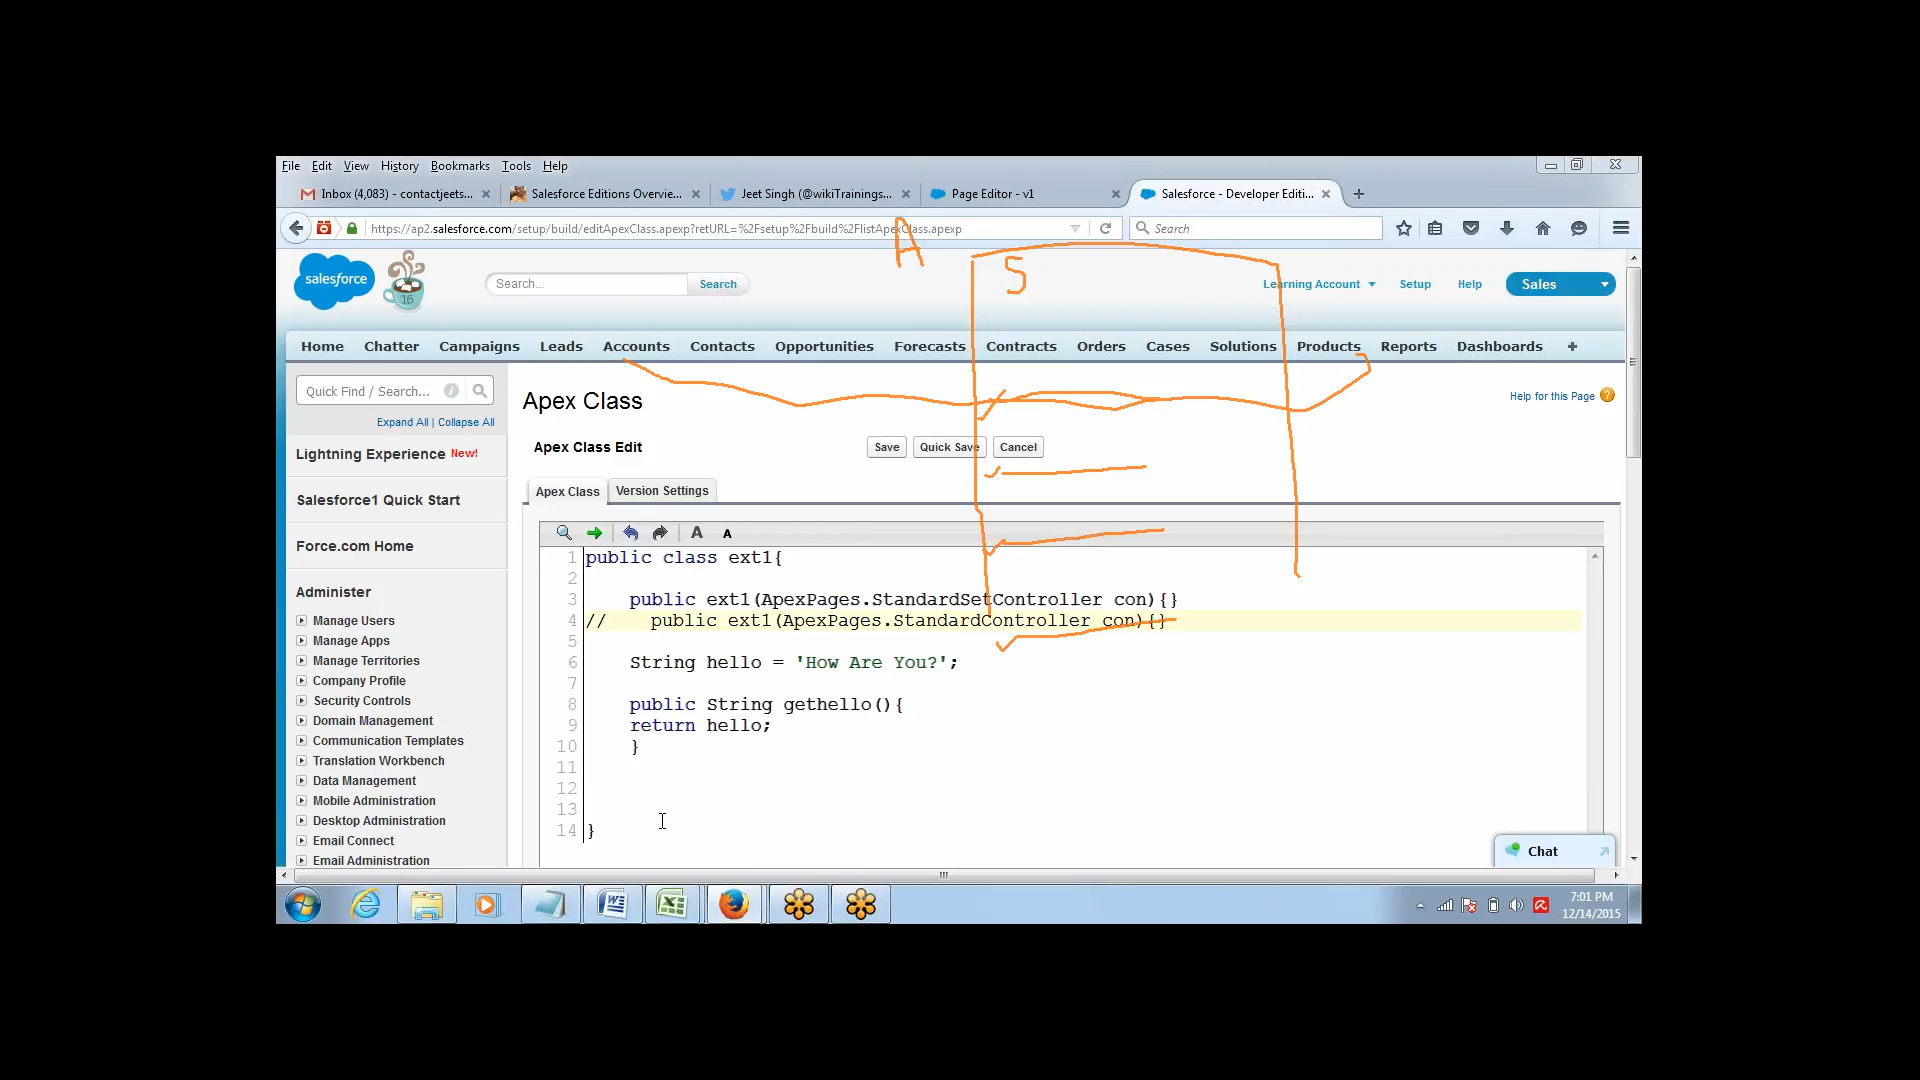 File Edit View History Bookmarks Tools Help
Inbox (4,083) - contactjeets... Salesforce Editions Overvie... Jeet Singh (@wikiTrainings... Page Editor - v1 Salesforce - Developer Editi...
https://ap2.salesforce.com/setup/build/editApexClass.apexp?retURL=%2Fsetup%2Fbuild%2FlistApexClass.apexp Search
A
S
salesforce 16 Search... Search Learning Account Setup Help Sales
Home Chatter Campaigns Leads Accounts Contacts Opportunities Forecasts Contracts Orders Cases Solutions Products Reports Dashboards +
Quick Find / Search... i
Expand All | Collapse All
Lightning Experience New!
Salesforce1 Quick Start
Force.com Home
Administer
Manage Users
Manage Apps
Manage Territories
Company Profile
Security Controls
Domain Management
Communication Templates
Translation Workbench
Data Management
Mobile Administration
Desktop Administration
Email Connect
Email Administration
Apex Class
Help for this Page ?
Apex Class Edit Save Quick Save Cancel
Apex Class Version Settings
A A
1 public class ext1{
2
3 public ext1(ApexPages.StandardSetController con){}
4 // public ext1(ApexPages.StandardController con){}
5
6 String hello = 'How Are You?';
7
8 public String gethello(){
9 return hello;
10 }
11
12
13
14 }
Chat
7:01 PM
12/14/2015